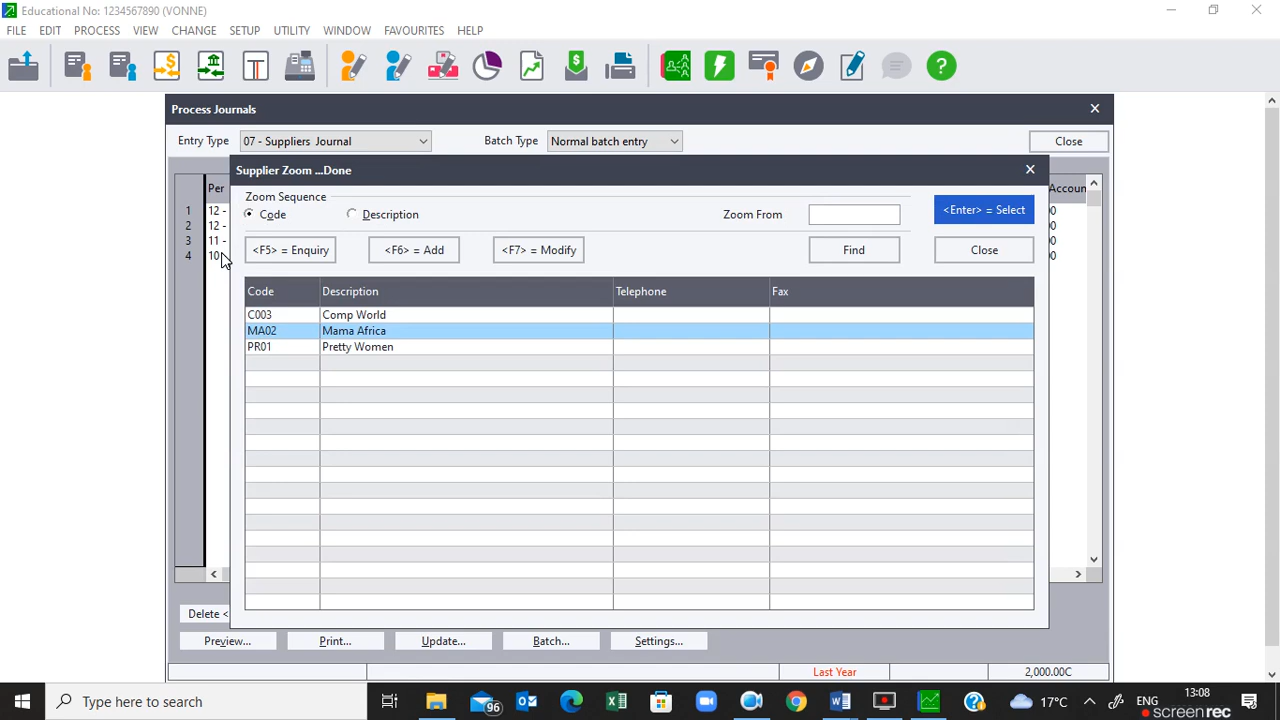 Educational No: 1234567890 (VONNE)
FILE EDIT PROCESS VIEW CHANGE SETUP UTILITY WINDOW FAVOURITES HELP
Process Journals
Entry Type 07 - Suppliers Journal Batch Type Normal batch entry Close
Supplier Zoom ...Done
Zoom Sequence
Code Description Zoom From <Enter> = Select
<F5> = Enquiry <F6> = Add <F7> = Modify Find Close
Per Accoun
1 12 - 00
2 12 - 00
3 11 - 00
4 10 00
Code Description Telephone Fax
C003 Comp World
MA02 Mama Africa
PR01 Pretty Women
Delete <
Preview... Print... Update... Batch... Settings...
Last Year 2,000.00C
Type here to search 96 17°C ENG 13:08
screenrec